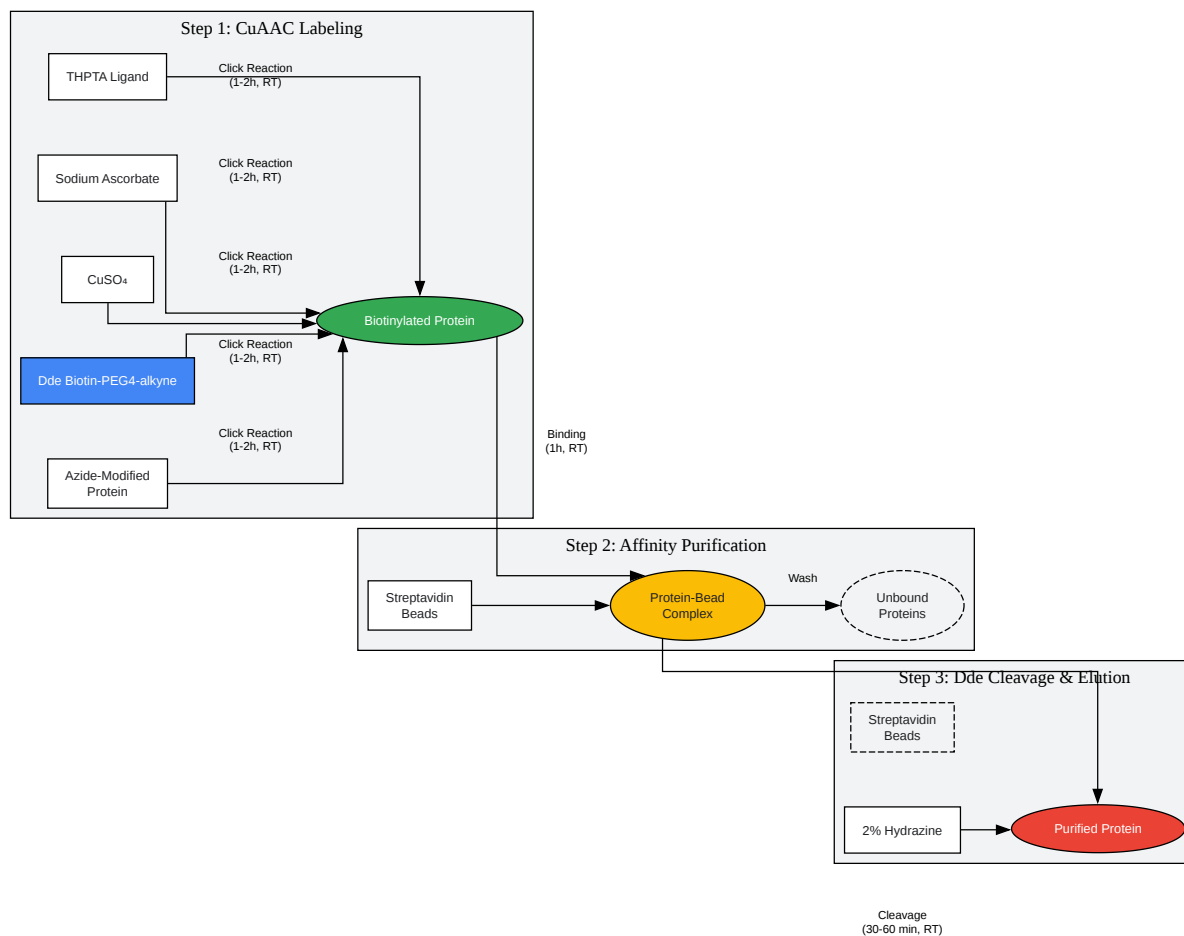 Step 1: CuAAC Labeling
THPTA Ligand
Click Reaction
(1-2h, RT)
Sodium Ascorbate
Click Reaction
(1-2h, RT)
CuSO₄
Click Reaction
(1-2h, RT)
Biotinylated Protein
Dde Biotin-PEG4-alkyne
Click Reaction
(1-2h, RT)
Azide-Modified
Protein
Click Reaction
(1-2h, RT)
Binding
(1h, RT)
Step 2: Affinity Purification
Streptavidin
Beads
Protein-Bead
Complex
Wash
Unbound
Proteins
Step 3: Dde Cleavage & Elution
Streptavidin
Beads
2% Hydrazine
Purified Protein
Cleavage
(30-60 min, RT)